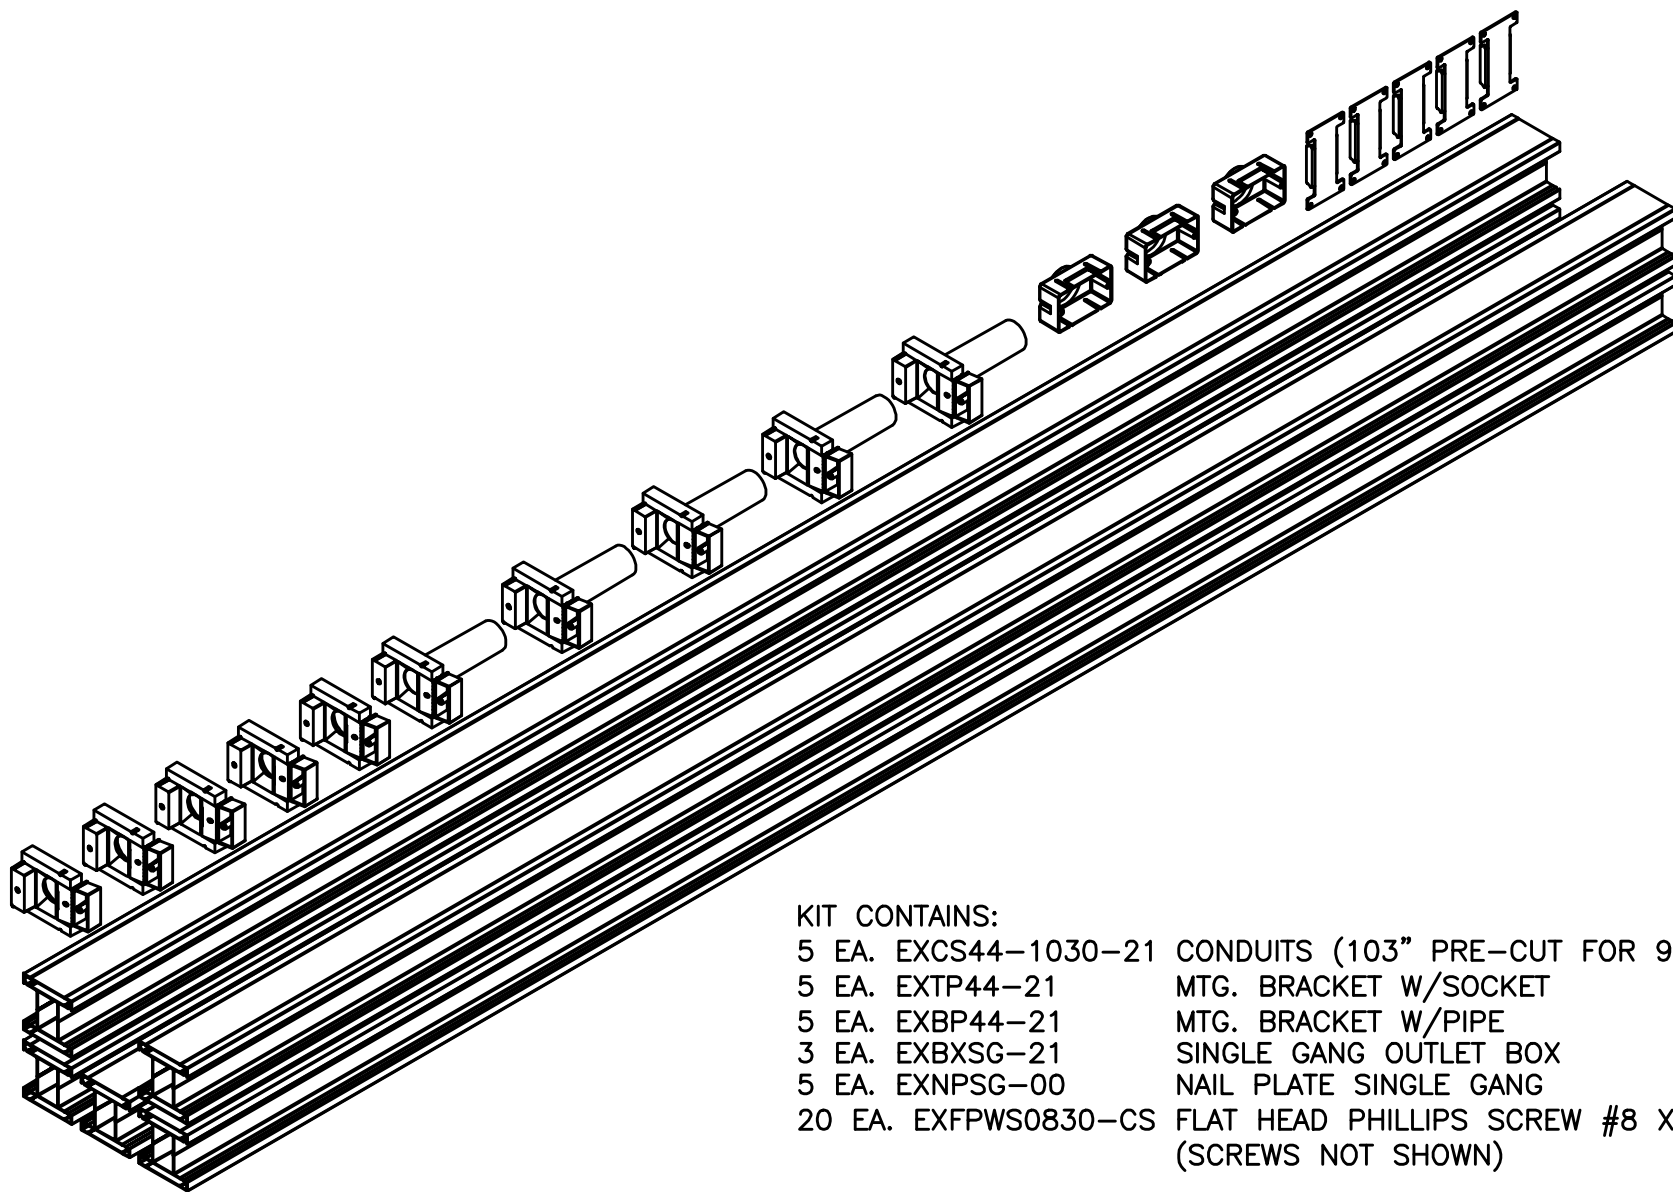 KIT CONTAINS:
5 EA. EXCS44-1030-21 CONDUITS (103" PRE-CUT FOR 9
5 EA. EXTP44-21 MTG. BRACKET W/SOCKET
5 EA. EXBP44-21 MTG. BRACKET W/PIPE
3 EA. EXBXSG-21 SINGLE GANG OUTLET BOX
5 EA. EXNPSG-00 NAIL PLATE SINGLE GANG
20 EA. EXFPWS0830-CS FLAT HEAD PHILLIPS SCREW #8 X
(SCREWS NOT SHOWN)